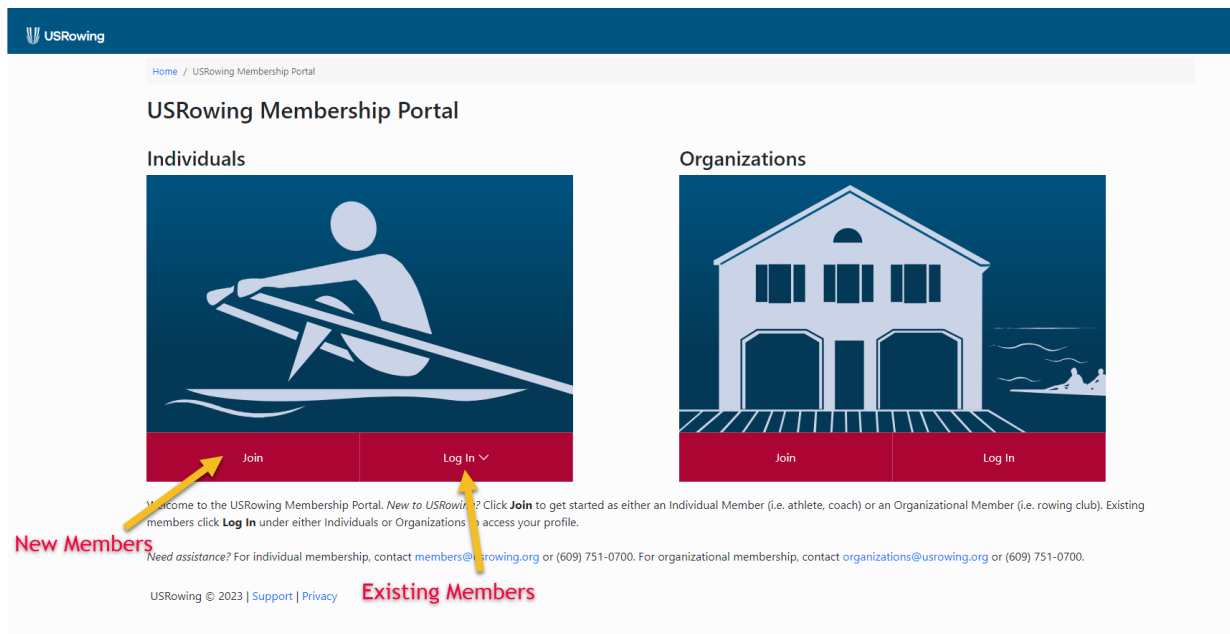 USRowing
Home / USRowing Membership Portal
USRowing Membership Portal
Individuals
Organizations
Join
Log In
Join
Log In
Welcome to the USRowing Membership Portal. New to USRowing? Click Join to get started as either an Individual Member (i.e. athlete, coach) or an Organizational Member (i.e. rowing club). Existing
members click Log In under either Individuals or Organizations to access your profile.
New Members
Need assistance? For individual membership, contact members@usrowing.org or (609) 751-0700. For organizational membership, contact organizations@usrowing.org or (609) 751-0700.
USRowing © 2023 | Support | Privacy
Existing Members